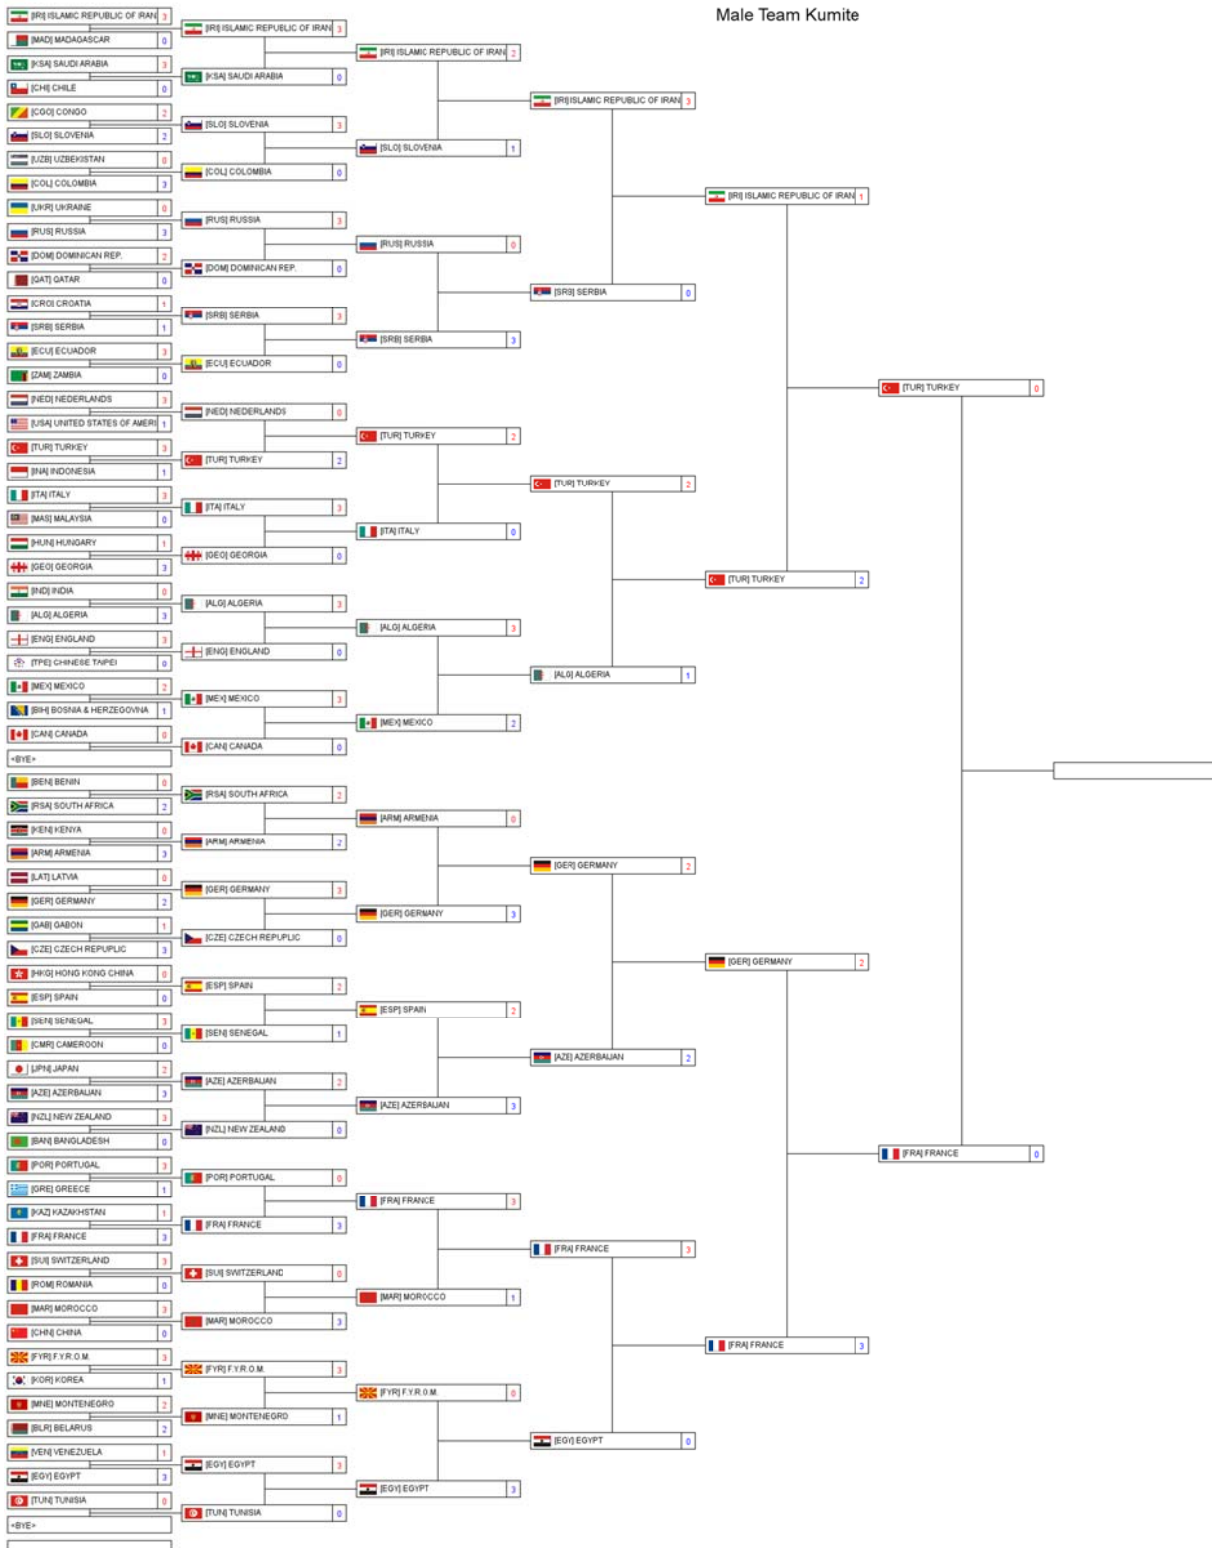 Male Team Kumite
[IRI] ISLAMIC REPUBLIC OF IRAN 3
[MAD] MADAGASCAR 0
[KSA] SAUDI ARABIA 3
[CHI] CHILE 0
[CGO] CONGO 2
[SLO] SLOVENIA 2
[UZB] UZBEKISTAN 0
[COL] COLOMBIA 3
[UKR] UKRAINE 0
[RUS] RUSSIA 3
[DOM] DOMINICAN REP. 2
[QAT] QATAR 0
[CRO] CROATIA 1
[SRB] SERBIA 1
[ECU] ECUADOR 3
[ZAM] ZAMBIA 0
[NED] NEDERLANDS 3
[USA] UNITED STATES OF AMERI 1
[TUR] TURKEY 3
[INA] INDONESIA 1
[ITA] ITALY 3
[MAS] MALAYSIA 0
[HUN] HUNGARY 1
[GEO] GEORGIA 3
[IND] INDIA 0
[ALG] ALGERIA 3
[ENG] ENGLAND 3
[TPE] CHINESE TAIPEI 0
[MEX] MEXICO 2
[BIH] BOSNIA & HERZEGOVINA 1
[CAN] CANADA 0
<BYE>
[BEN] BENIN 0
[RSA] SOUTH AFRICA 2
[KEN] KENYA 0
[ARM] ARMENIA 3
[LAT] LATVIA 0
[GER] GERMANY 2
[GAB] GABON 1
[CZE] CZECH REPUPLIC 3
[HKG] HONG KONG CHINA 0
[ESP] SPAIN 0
[SEN] SENEGAL 3
[CMR] CAMEROON 0
[JPN] JAPAN 2
[AZE] AZERBAIJAN 3
[NZL] NEW ZEALAND 3
[BAN] BANGLADESH 0
[POR] PORTUGAL 3
[GRE] GREECE 1
[KAZ] KAZAKHSTAN 1
[FRA] FRANCE 3
[SUI] SWITZERLAND 3
[ROM] ROMANIA 0
[MAR] MOROCCO 3
[CHN] CHINA 0
[FYR] F.Y.R.O.M. 3
[KOR] KOREA 1
[MNE] MONTENEGRO 2
[BLR] BELARUS 2
[VEN] VENEZUELA 1
[EGY] EGYPT 3
[TUN] TUNISIA 0
<BYE>
[IRI] ISLAMIC REPUBLIC OF IRAN 3
[KSA] SAUDI ARABIA 0
[SLO] SLOVENIA 3
[COL] COLOMBIA 0
[RUS] RUSSIA 3
[DOM] DOMINICAN REP. 0
[SRB] SERBIA 3
[ECU] ECUADOR 0
[NED] NEDERLANDS 0
[TUR] TURKEY 2
[ITA] ITALY 3
[GEO] GEORGIA 0
[ALG] ALGERIA 3
[ENG] ENGLAND 0
[MEX] MEXICO 3
[CAN] CANADA 0
[RSA] SOUTH AFRICA 2
[ARM] ARMENIA 2
[GER] GERMANY 3
[CZE] CZECH REPUPLIC 0
[ESP] SPAIN 2
[SEN] SENEGAL 1
[AZE] AZERBAIJAN 2
[NZL] NEW ZEALAND 0
[POR] PORTUGAL 0
[FRA] FRANCE 3
[SUI] SWITZERLAND 0
[MAR] MOROCCO 3
[FYR] F.Y.R.O.M. 3
[MNE] MONTENEGRO 1
[EGY] EGYPT 3
[TUN] TUNISIA 0
[IRI] ISLAMIC REPUBLIC OF IRAN 2
[SLO] SLOVENIA 1
[RUS] RUSSIA 0
[SRB] SERBIA 3
[TUR] TURKEY 2
[ITA] ITALY 0
[ALG] ALGERIA 3
[MEX] MEXICO 2
[ARM] ARMENIA 0
[GER] GERMANY 3
[ESP] SPAIN 2
[AZE] AZERBAIJAN 3
[FRA] FRANCE 3
[MAR] MOROCCO 1
[FYR] F.Y.R.O.M. 0
[EGY] EGYPT 3
[IRI] ISLAMIC REPUBLIC OF IRAN 3
[SRB] SERBIA 0
[TUR] TURKEY 2
[ALG] ALGERIA 1
[GER] GERMANY 2
[AZE] AZERBAIJAN 2
[FRA] FRANCE 3
[EGY] EGYPT 0
[IRI] ISLAMIC REPUBLIC OF IRAN 1
[TUR] TURKEY 2
[GER] GERMANY 2
[FRA] FRANCE 3
[TUR] TURKEY 0
[FRA] FRANCE 0